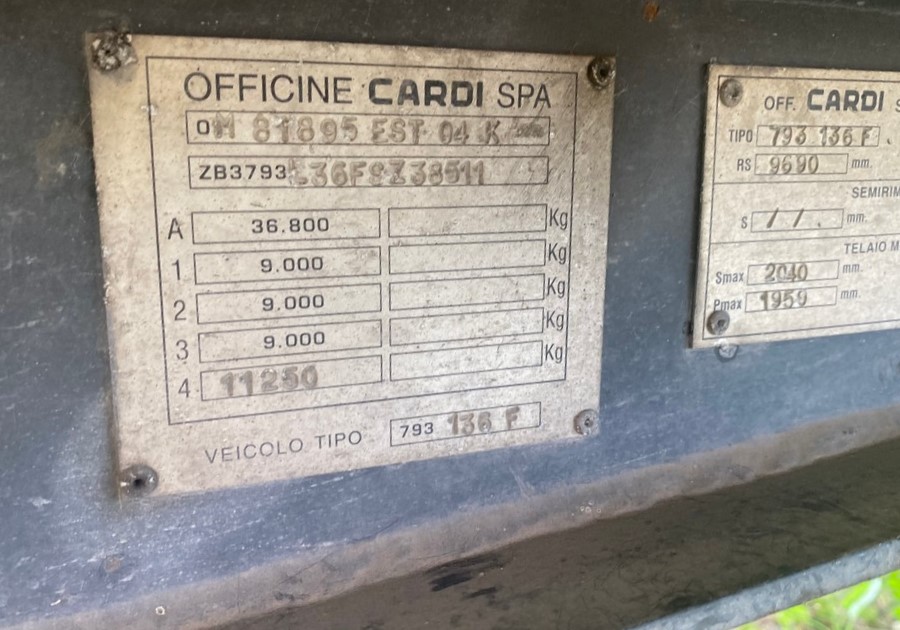 OFFICINE CARDI SPA
OM 81895 EST 04 K
ZB3793
A 36.800 Kg
1 9.000 Kg
2 9.000 Kg
3 9.000 Kg
4 11250 Kg
VEICOLO TIPO 793 136 F
OFF. CARDI
TIPO 793 136 F
RS 9690 mm.
SEMIRIM
S / / . mm.
TELAIO M
Smax 2040 mm.
Pmax 1959 mm.